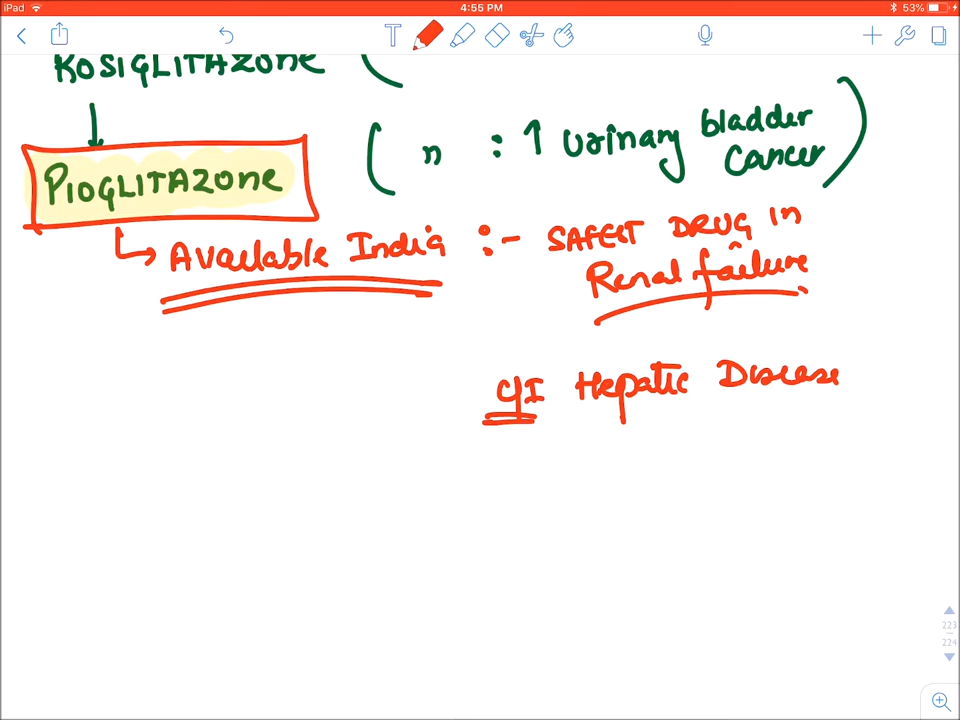 iPad 4:55 PM 53%
T
ROSIGLITAZONE (
PIOGLITAZONE ( n : ↑ Urinary bladder
cancer )
↳ Available India :- SAFEST DRUG In
Renal failure
C/I Hepatic Disease
223
224